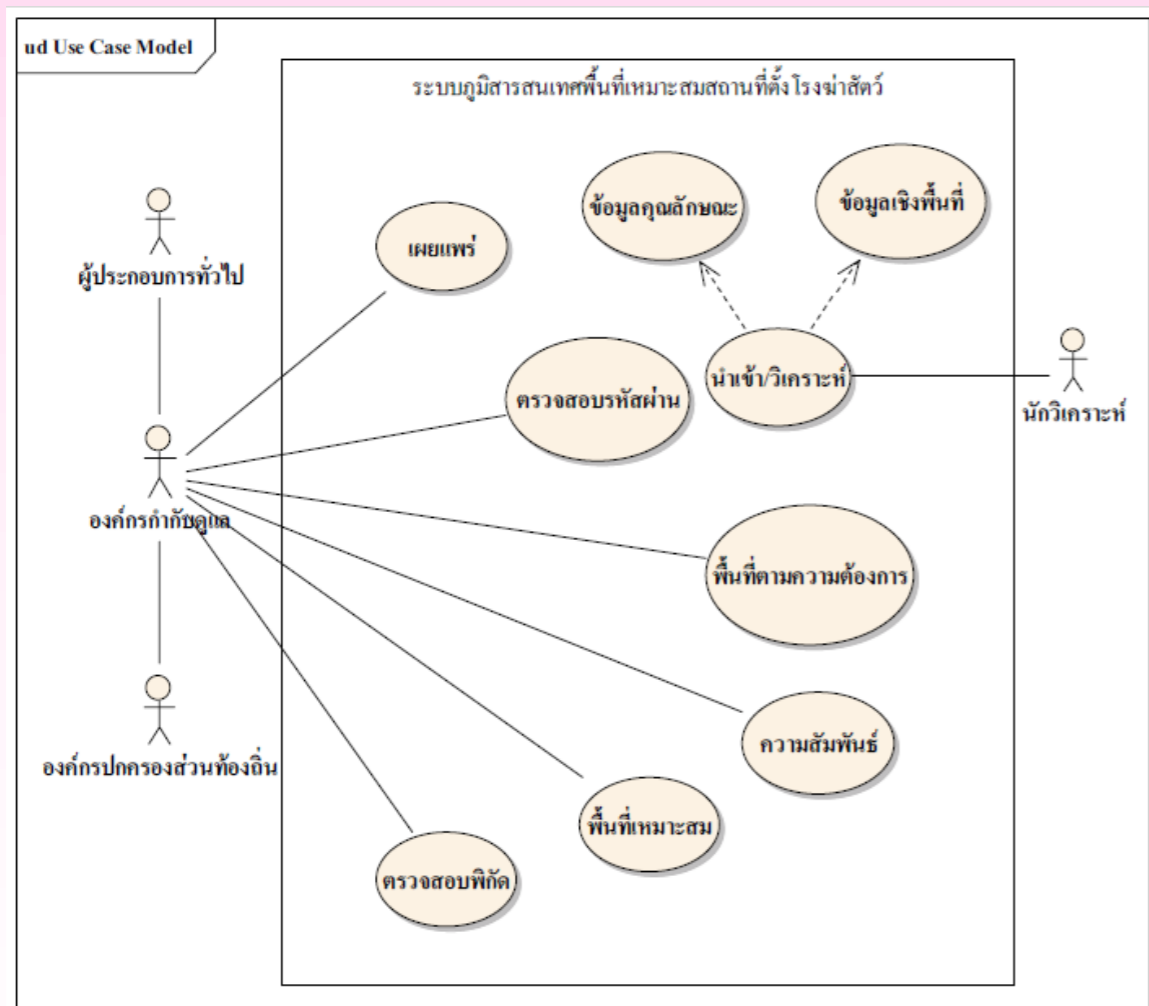 ud Use Case Model
ระบบภูมิสารสนเทศพื้นที่เหมาะสมสถานที่ตั้งโรงฆ่าสัตว์
ข้อมูลคุณลักษณะ
ข้อมูลเชิงพื้นที่
เผยแพร่
ผู้ประกอบการทั่วไป
นำเข้า/วิเคราะห์
ตรวจสอบรหัสผ่าน
นักวิเคราะห์
องค์กรกำกับดูแล
พื้นที่ตามความต้องการ
ความสัมพันธ์
องค์กรปกครองส่วนท้องถิ่น
พื้นที่เหมาะสม
ตรวจสอบพิกัด